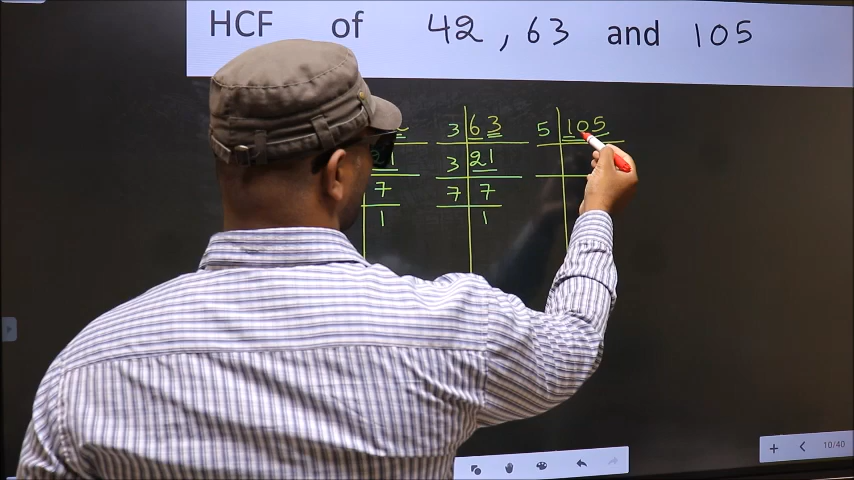 HCF of 42 , 63 and 105
3 63 5 105
21 3 21
7 7 7
1 1
10/40